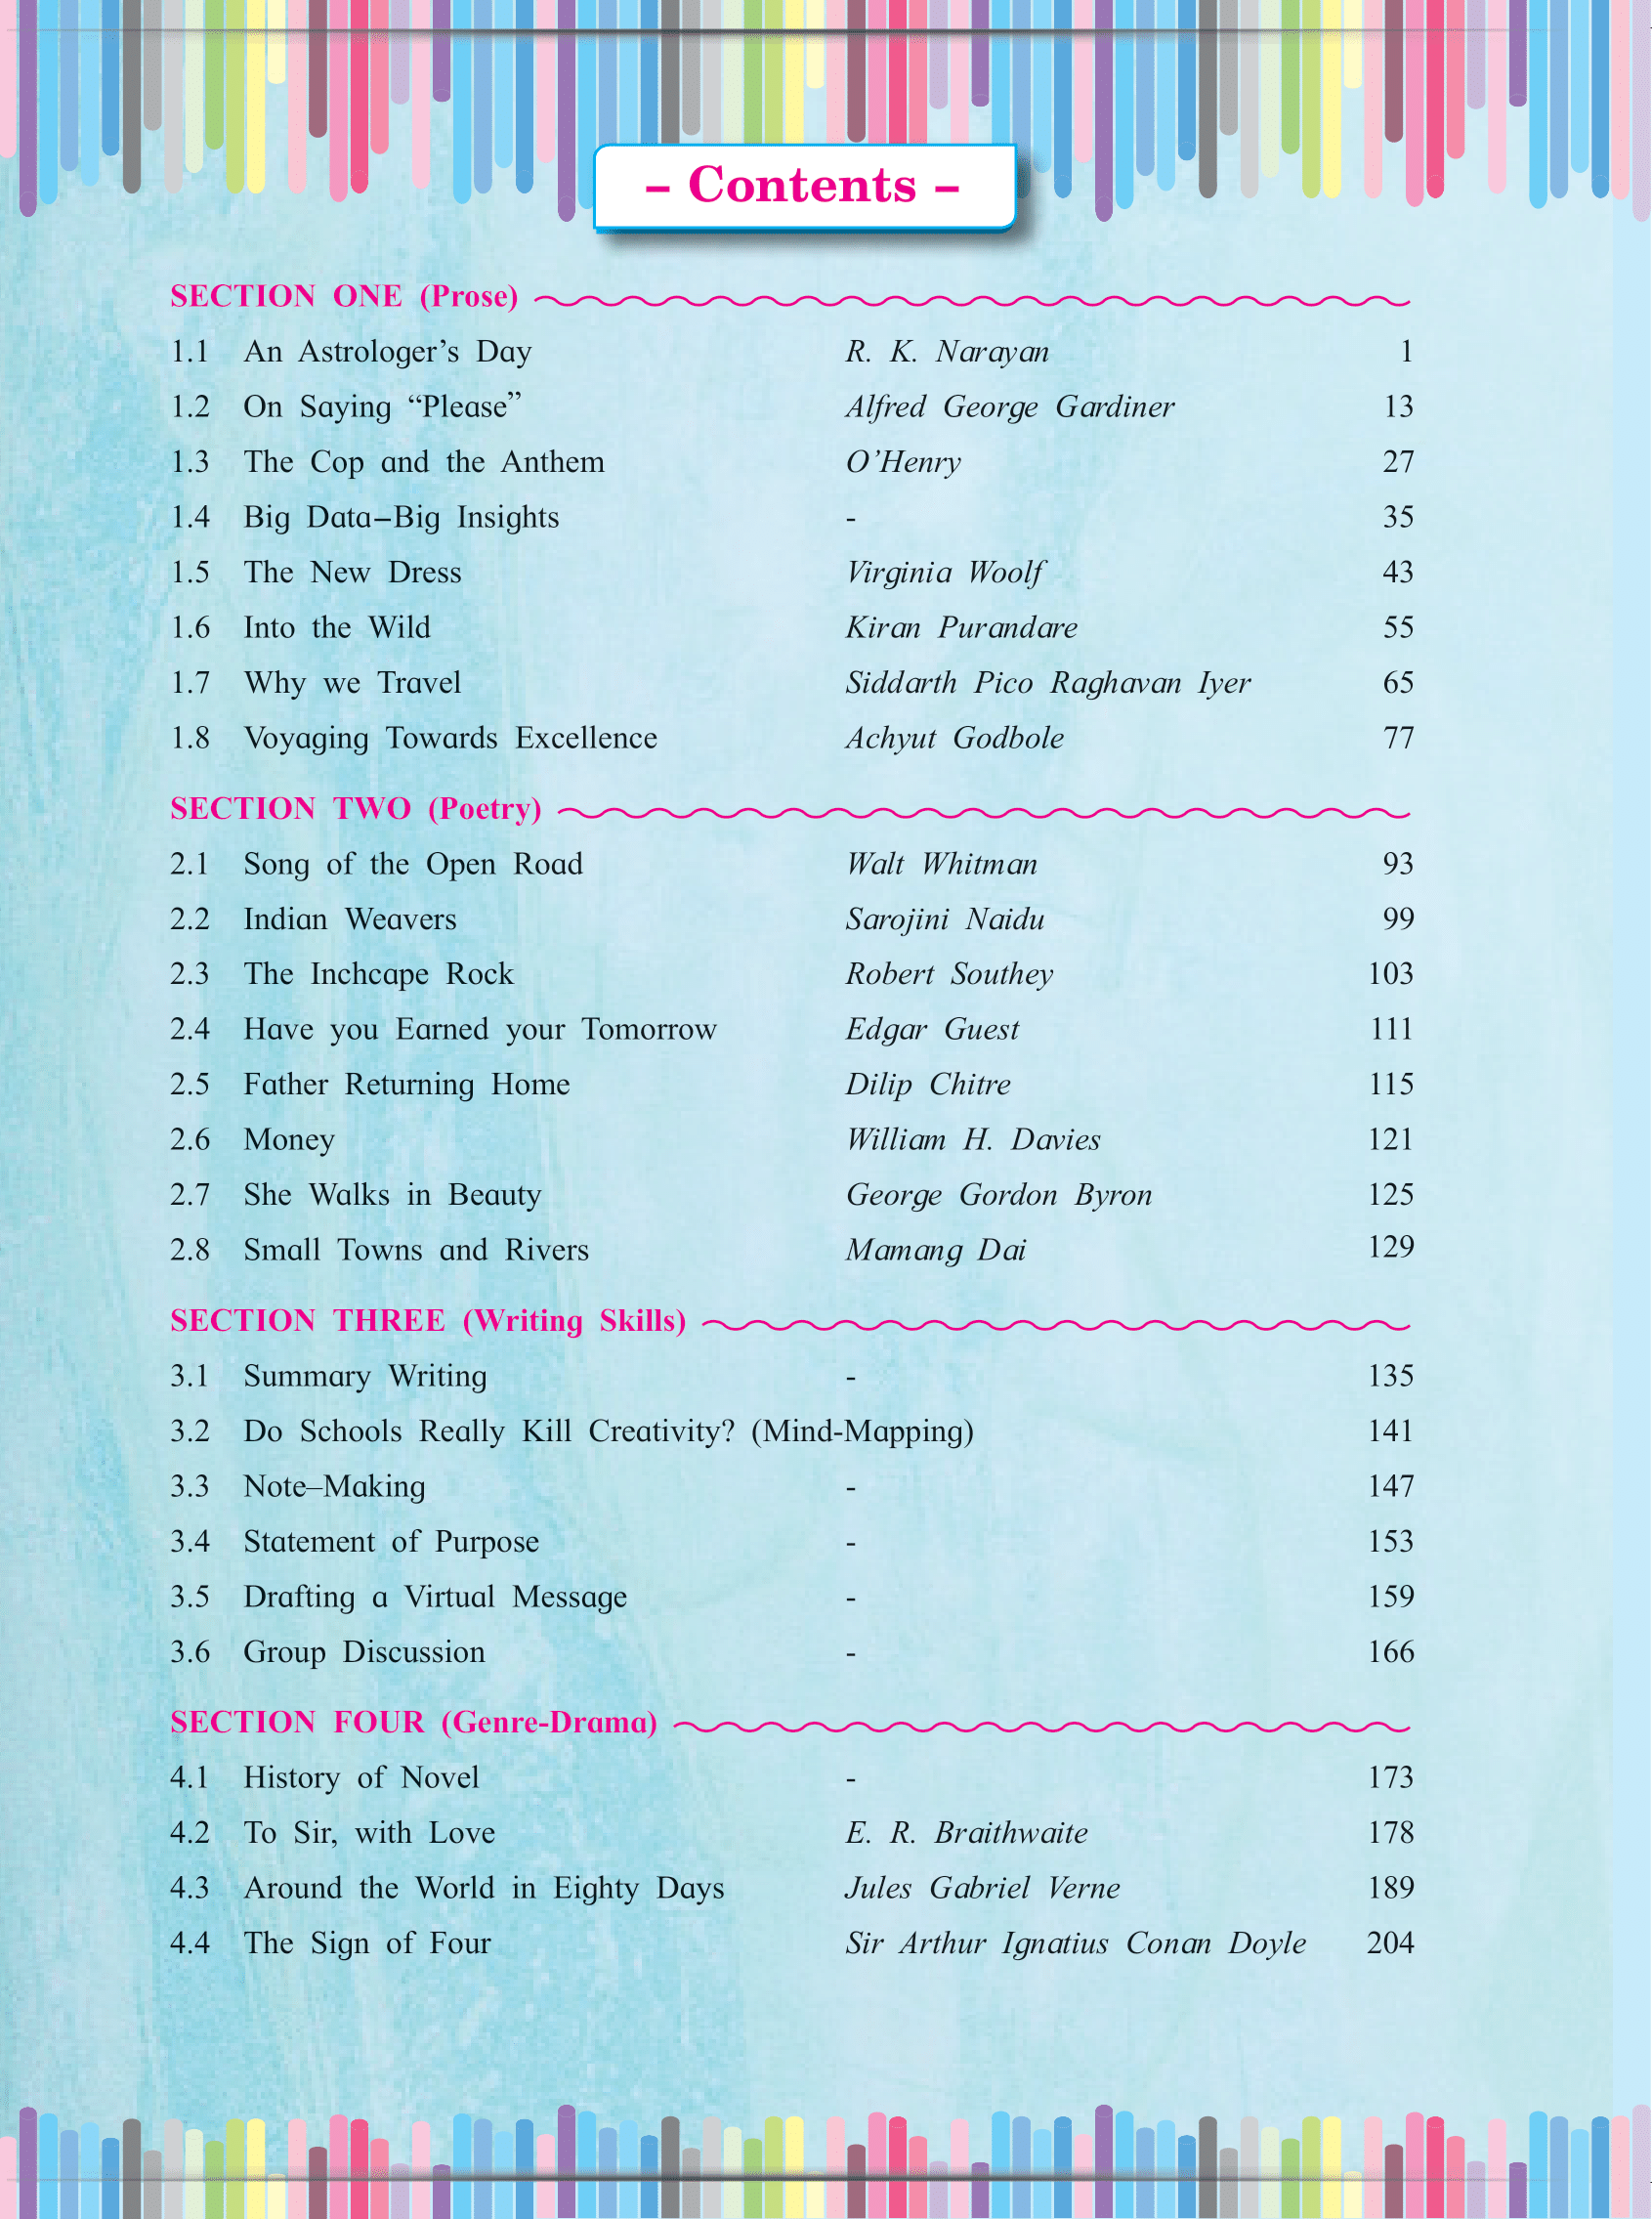 – Contents –
SECTION ONE (Prose)
1.1 An Astrologer’s Day R. K. Narayan 1
1.2 On Saying “Please” Alfred George Gardiner 13
1.3 The Cop and the Anthem O’Henry 27
1.4 Big Data–Big Insights - 35
1.5 The New Dress Virginia Woolf 43
1.6 Into the Wild Kiran Purandare 55
1.7 Why we Travel Siddarth Pico Raghavan Iyer 65
1.8 Voyaging Towards Excellence Achyut Godbole 77
SECTION TWO (Poetry)
2.1 Song of the Open Road Walt Whitman 93
2.2 Indian Weavers Sarojini Naidu 99
2.3 The Inchcape Rock Robert Southey 103
2.4 Have you Earned your Tomorrow Edgar Guest 111
2.5 Father Returning Home Dilip Chitre 115
2.6 Money William H. Davies 121
2.7 She Walks in Beauty George Gordon Byron 125
2.8 Small Towns and Rivers Mamang Dai 129
SECTION THREE (Writing Skills)
3.1 Summary Writing - 135
3.2 Do Schools Really Kill Creativity? (Mind-Mapping) 141
3.3 Note–Making - 147
3.4 Statement of Purpose - 153
3.5 Drafting a Virtual Message - 159
3.6 Group Discussion - 166
SECTION FOUR (Genre-Drama)
4.1 History of Novel - 173
4.2 To Sir, with Love E. R. Braithwaite 178
4.3 Around the World in Eighty Days Jules Gabriel Verne 189
4.4 The Sign of Four Sir Arthur Ignatius Conan Doyle 204